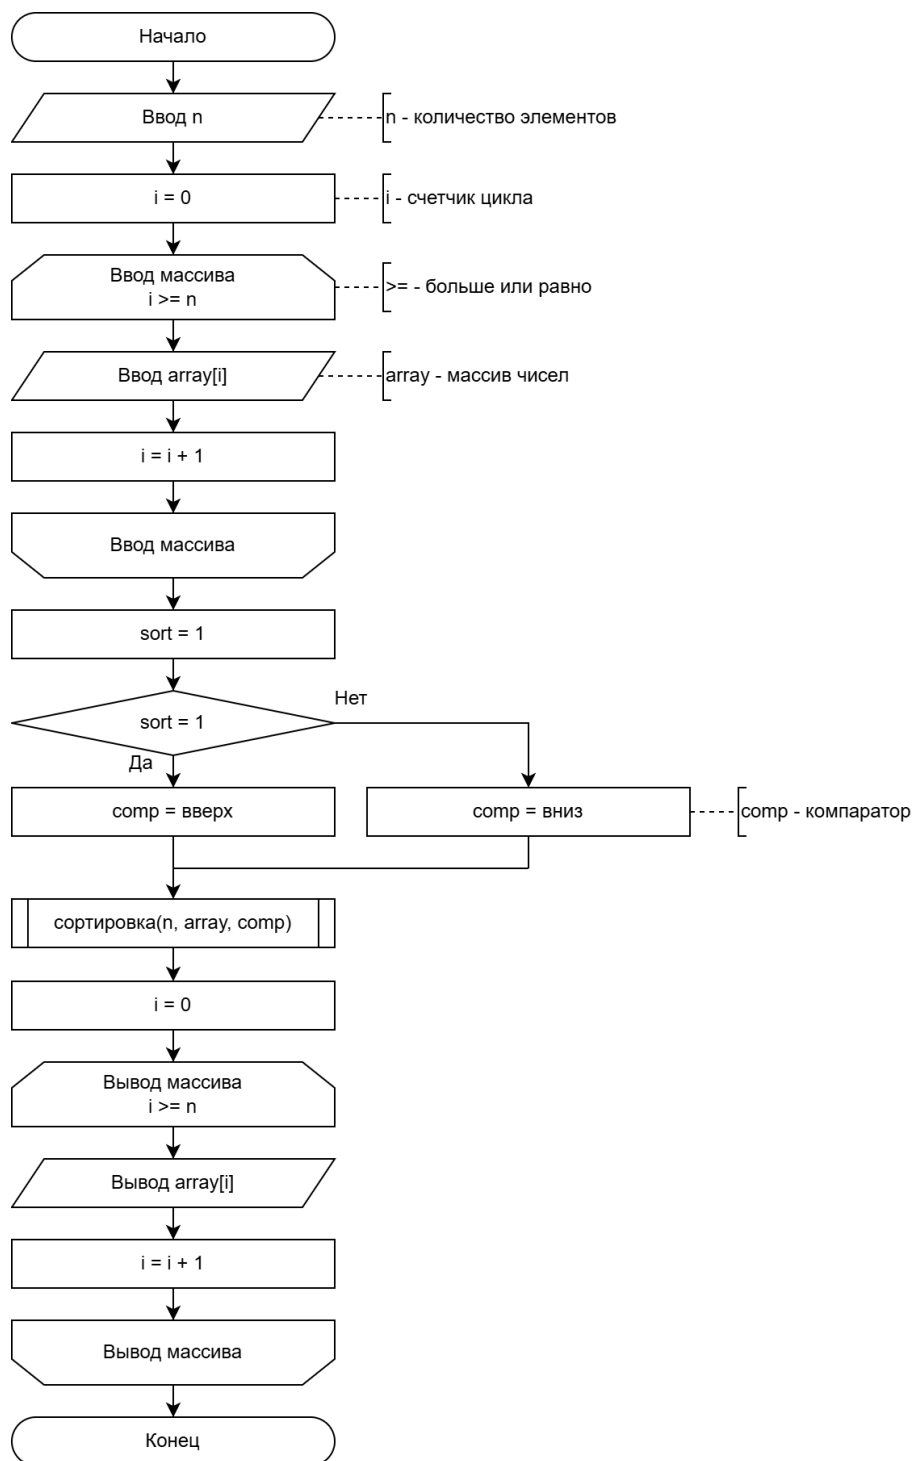 Начало
Ввод n
n - количество элементов
i = 0
i - счетчик цикла
Ввод массива
i >= n
>= - больше или равно
Ввод array[i]
array - массив чисел
i = i + 1
Ввод массива
sort = 1
Нет
sort = 1
Да
comp = вверх
comp = вниз
comp - компаратор
сортировка(n, array, comp)
i = 0
Вывод массива
i >= n
Вывод array[i]
i = i + 1
Вывод массива
Конец